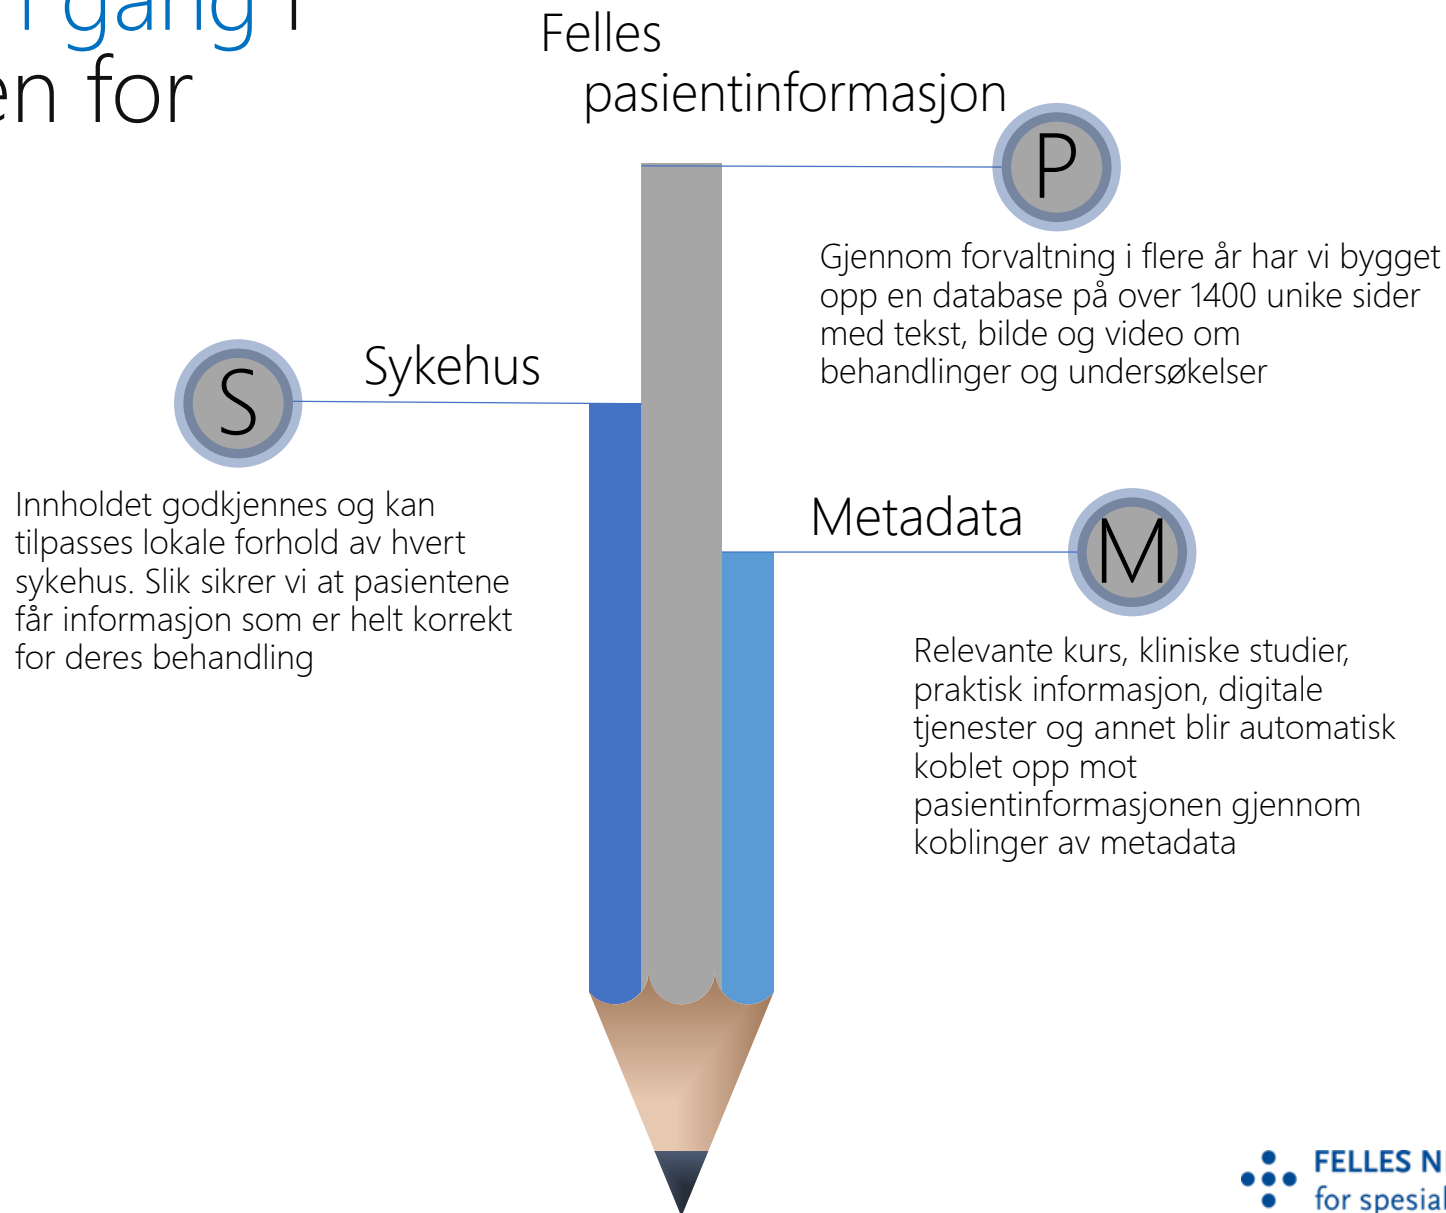 i gang i
en for
Felles
pasientinformasjon
P
Gjennom forvaltning i flere år har vi bygget
opp en database på over 1400 unike sider
med tekst, bilde og video om
behandlinger og undersøkelser
Sykehus
S
Innholdet godkjennes og kan
tilpasses lokale forhold av hvert
sykehus. Slik sikrer vi at pasientene
får informasjon som er helt korrekt
for deres behandling
Metadata
M
Relevante kurs, kliniske studier,
praktisk informasjon, digitale
tjenester og annet blir automatisk
koblet opp mot
pasientinformasjonen gjennom
koblinger av metadata
FELLES
for spesial